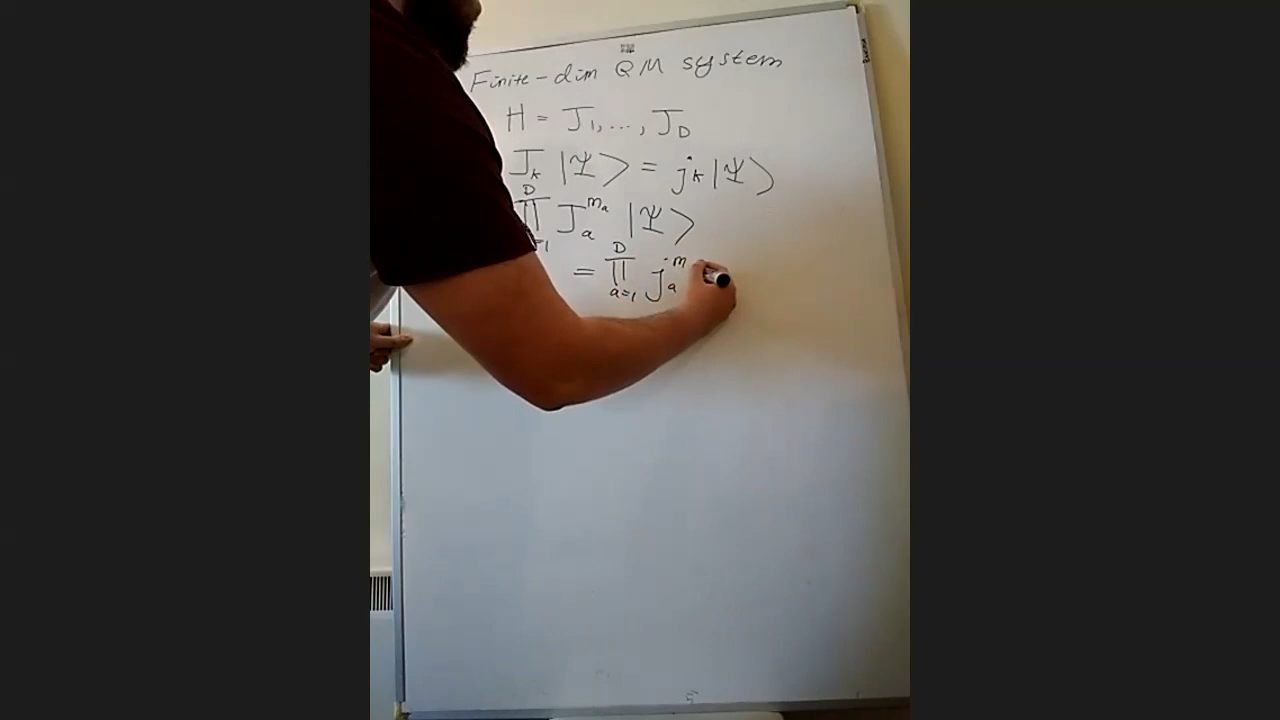 Finite-dim QM system
H = J₁, ..., J_D
J_k |Ψ⟩ = j_k |Ψ⟩
D ∏ =1 J_a^{m_a} |Ψ⟩
= ∏_{a=1}^{D} j_a^m